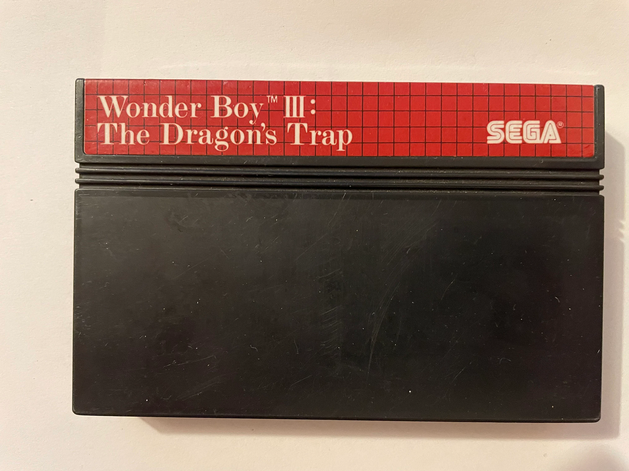 Wonder Boy™ III:
The Dragon's Trap
SEGA®